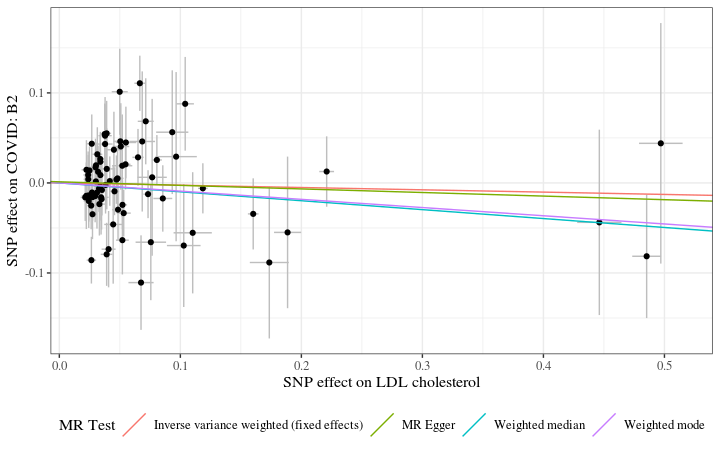 SNP effect on COVID: B2
0.1
0.0
-0.1
0.0 0.1 0.2 0.3 0.4 0.5
SNP effect on LDL cholesterol
MR Test Inverse variance weighted (fixed effects) MR Egger Weighted median Weighted mode